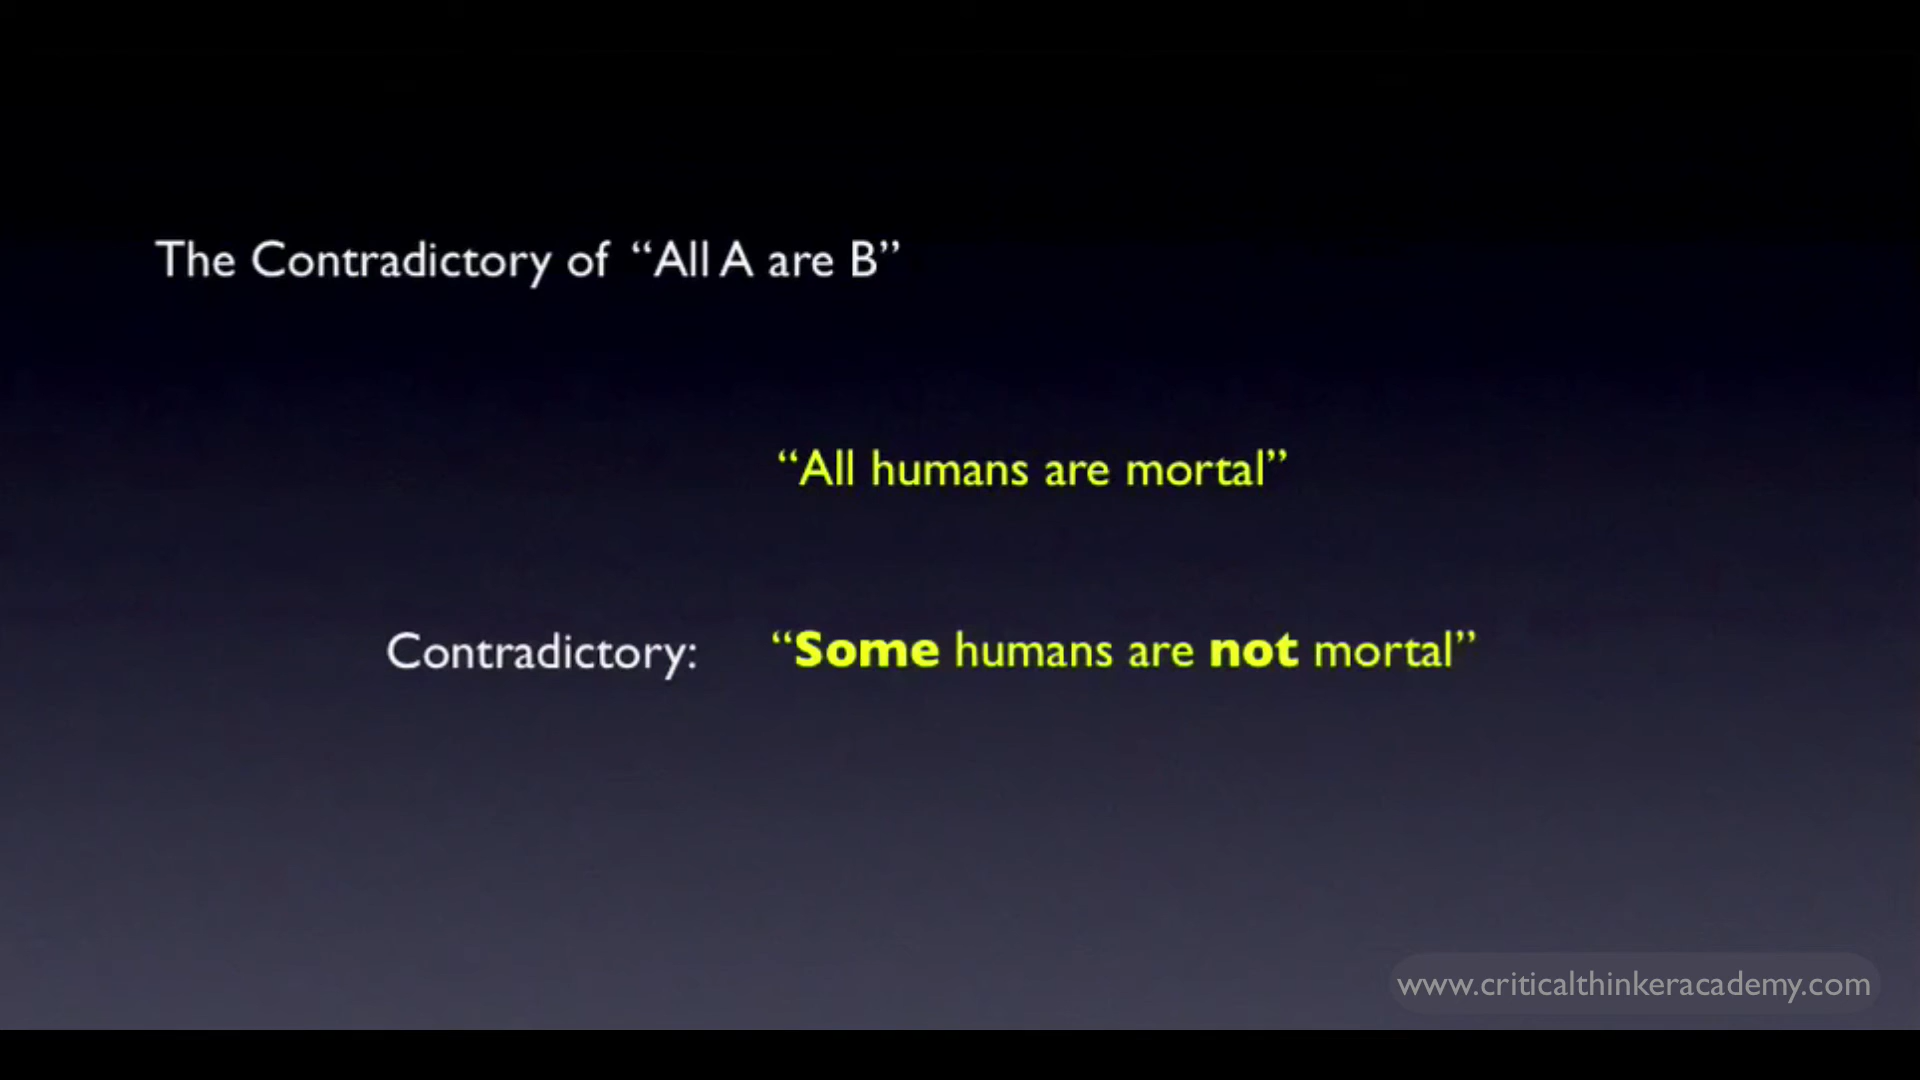 The Contradictory of “All A are B”
“All humans are mortal”
Contradictory: “Some humans are not mortal”
www.criticalthinkeracademy.com